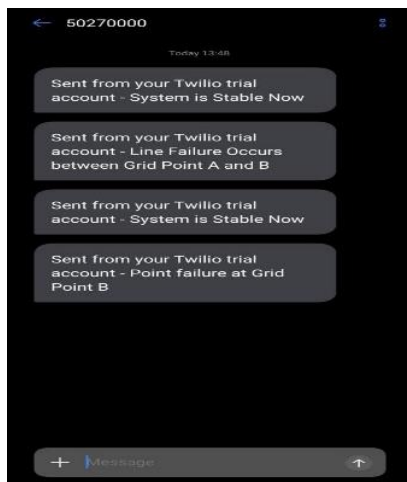 50270000
Today 13:48
Sent from your Twilio trial
account - System is Stable Now
Sent from your Twilio trial
account - Line Failure Occurs
between Grid Point A and B
Sent from your Twilio trial
account - System is Stable Now
Sent from your Twilio trial
account - Point failure at Grid
Point B
Message